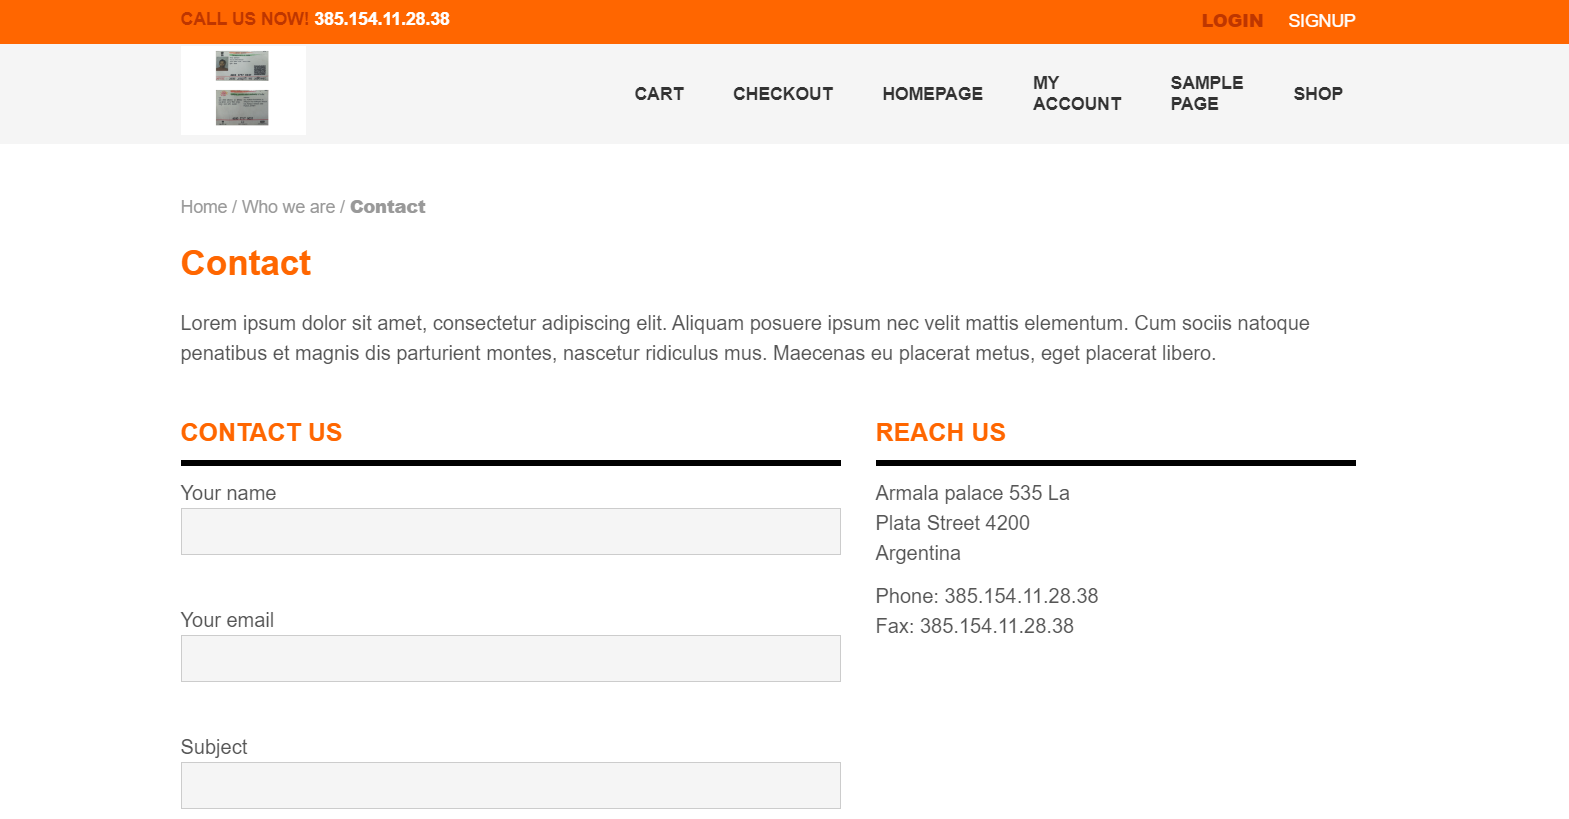 CALL US NOW! 385.154.11.28.38
LOGIN SIGNUP
CART CHECKOUT HOMEPAGE MY ACCOUNT SAMPLE PAGE SHOP
Home / Who we are / Contact
Contact
Lorem ipsum dolor sit amet, consectetur adipiscing elit. Aliquam posuere ipsum nec velit mattis elementum. Cum sociis natoque
penatibus et magnis dis parturient montes, nascetur ridiculus mus. Maecenas eu placerat metus, eget placerat libero.
CONTACT US
Your name
Your email
Subject
REACH US
Armala palace 535 La
Plata Street 4200
Argentina
Phone: 385.154.11.28.38
Fax: 385.154.11.28.38